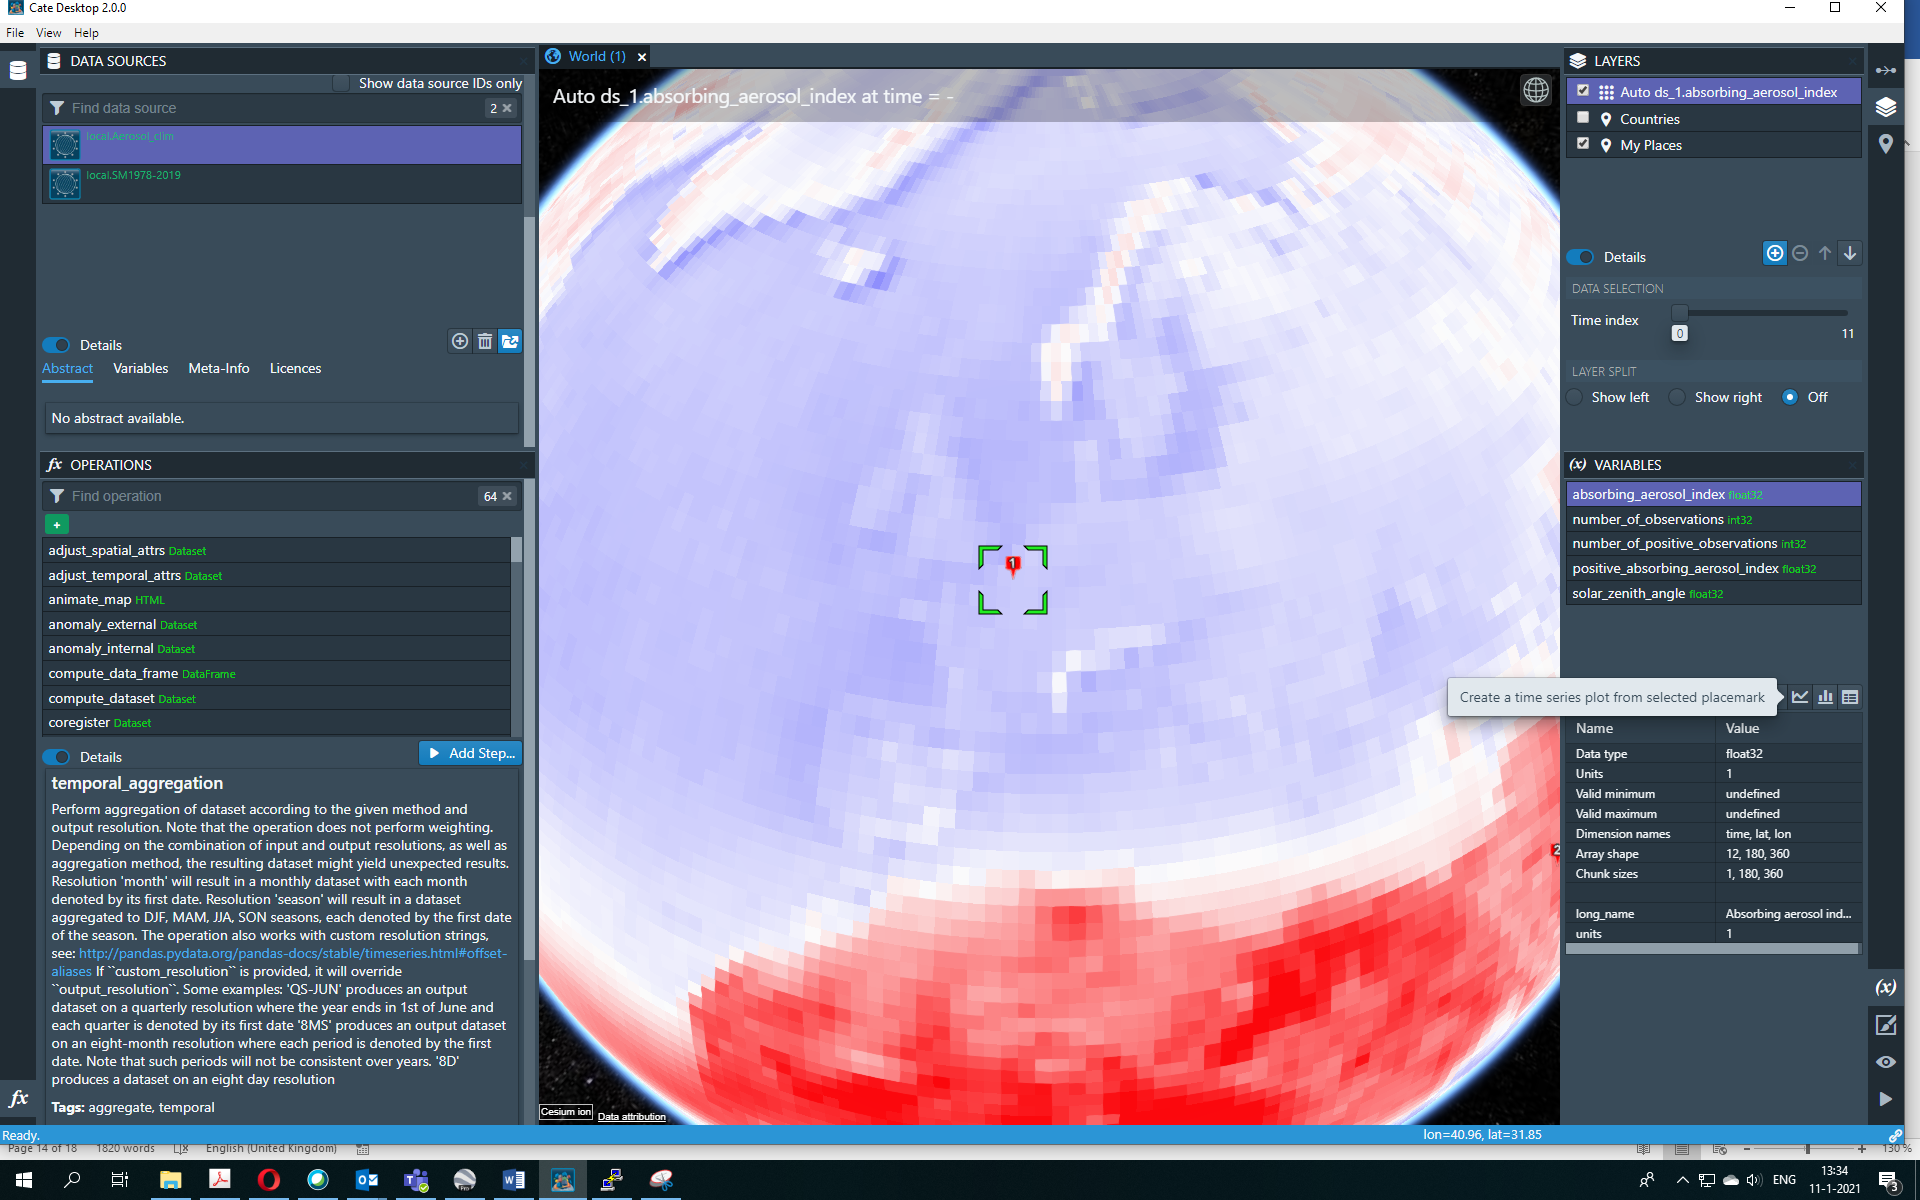 Cate Desktop 2.0.0
File View Help
DATA SOURCES
Show data source IDs only
Find data source 2
local.Aerosol_clim
local.SM1978-2019
Details
Abstract Variables Meta-Info Licences
No abstract available.
fx OPERATIONS
Find operation 64
+
adjust_spatial_attrs Dataset
adjust_temporal_attrs Dataset
animate_map HTML
anomaly_external Dataset
anomaly_internal Dataset
compute_data_frame DataFrame
compute_dataset Dataset
coregister Dataset
Details Add Step...
temporal_aggregation
Perform aggregation of dataset according to the given method and
output resolution. Note that the operation does not perform weighting.
Depending on the combination of input and output resolutions, as well as
aggregation method, the resulting dataset might yield unexpected results.
Resolution 'month' will result in a monthly dataset with each month
denoted by its first date. Resolution 'season' will result in a dataset
aggregated to DJF, MAM, JJA, SON seasons, each denoted by the first date
of the season. The operation also works with custom resolution strings,
see: http://pandas.pydata.org/pandas-docs/stable/timeseries.html#offset-
aliases If ``custom_resolution`` is provided, it will override
``output_resolution``. Some examples: 'QS-JUN' produces an output
dataset on a quarterly resolution where the year ends in 1st of June and
each quarter is denoted by its first date '8MS' produces an output dataset
on an eight-month resolution where each period is denoted by the first
date. Note that such periods will not be consistent over years. '8D'
produces a dataset on an eight day resolution
Tags: aggregate, temporal
fx
World (1)
Auto ds_1.absorbing_aerosol_index at time = -
1
2
Cesium ion Data attribution
LAYERS
Auto ds_1.absorbing_aerosol_index
Countries
My Places
Details
DATA SELECTION
Time index
0
11
LAYER SPLIT
Show left Show right Off
(x) VARIABLES
absorbing_aerosol_index float32
number_of_observations int32
number_of_positive_observations int32
positive_absorbing_aerosol_index float32
solar_zenith_angle float32
Create a time series plot from selected placemark
Name Value
Data type float32
Units 1
Valid minimum undefined
Valid maximum undefined
Dimension names time, lat, lon
Array shape 12, 180, 360
Chunk sizes 1, 180, 360
long_name Absorbing aerosol ind...
units 1
(x)
Ready. lon=40.96, lat=31.85
Page 14 of 18 1820 words English (United Kingdom) 130 %
ENG
13:34
11-1-2021
3